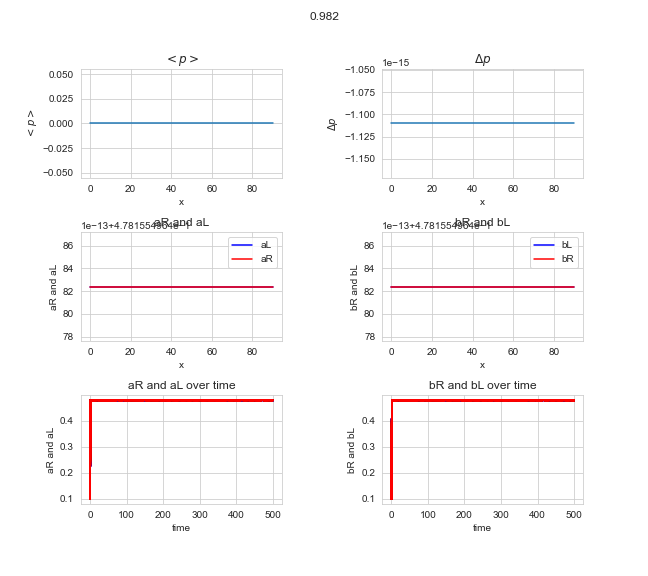 0.982
< p >
Δp
1e−15
0.050
0.025
0.000
−0.025
−0.050
< p >
0 20 40 60 80
x
−1.050
−1.075
−1.100
−1.125
−1.150
Δp
0 20 40 60 80
x
aR and aL
1e−13+4.7815549640e−1
86
84
82
80
78
aR and aL
aL
aR
0 20 40 60 80
x
bR and bL
1e−13+4.7815549640e−1
86
84
82
80
78
bR and bL
bL
bR
0 20 40 60 80
x
aR and aL over time
0.4
0.3
0.2
0.1
aR and aL
0 100 200 300 400 500
time
bR and bL over time
0.4
0.3
0.2
0.1
bR and bL
0 100 200 300 400 500
time